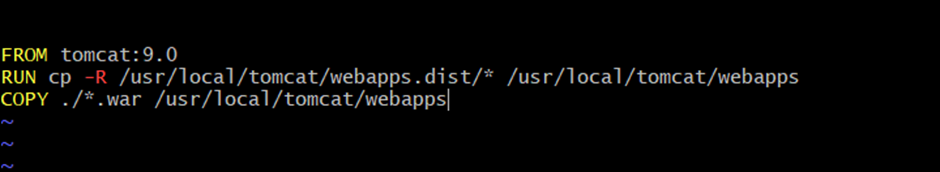 FROM tomcat:9.0
RUN cp -R /usr/local/tomcat/webapps.dist/* /usr/local/tomcat/webapps
COPY ./*.war /usr/local/tomcat/webapps
~
~
~